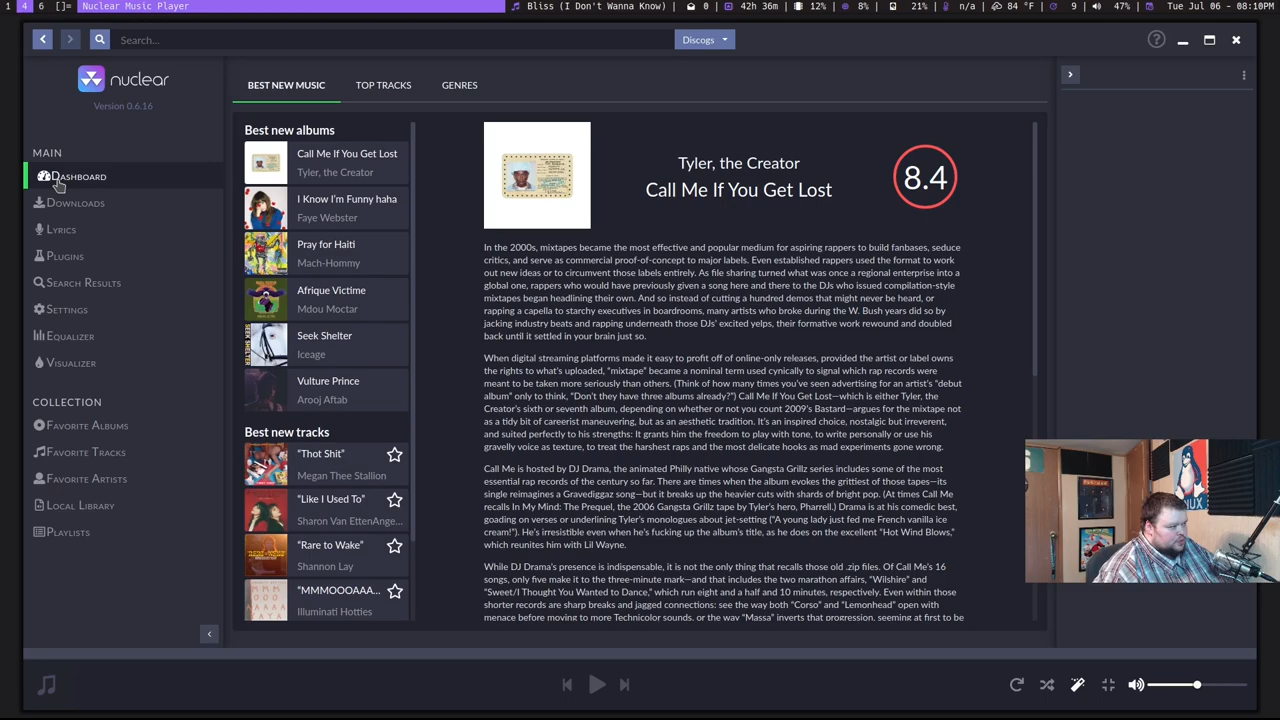 1 4 6 []= Nuclear Music Player
Bliss (I Don't Wanna Know) 0 42h 36m 12% 8% 21% n/a 84 °F 9 47% Tue Jul 06 - 08:10PM
Search...
Discogs
nuclear
Version 0.6.16
MAIN
DASHBOARD
DOWNLOADS
LYRICS
PLUGINS
SEARCH RESULTS
SETTINGS
EQUALIZER
VISUALIZER
COLLECTION
FAVORITE ALBUMS
FAVORITE TRACKS
FAVORITE ARTISTS
LOCAL LIBRARY
PLAYLISTS
BEST NEW MUSIC TOP TRACKS GENRES
Best new albums
Call Me If You Get Lost
Tyler, the Creator
I Know I'm Funny haha
Faye Webster
Pray for Haiti
Mach-Hommy
Afrique Victime
Mdou Moctar
Seek Shelter
Iceage
Vulture Prince
Arooj Aftab
Best new tracks
“Thot Shit”
Megan Thee Stallion
“Like I Used To”
Sharon Van EttenAnge...
“Rare to Wake”
Shannon Lay
“MMMOOOAAA...
Illuminati Hotties
Tyler, the Creator
Call Me If You Get Lost
8.4
In the 2000s, mixtapes became the most effective and popular medium for aspiring rappers to build fanbases, seduce
critics, and serve as commercial proof-of-concept to major labels. Even established rappers used the format to work
out new ideas or to circumvent those labels entirely. As file sharing turned what was once a regional enterprise into a
global one, rappers who would have previously given a song here and there to the DJs who issued compilation-style
mixtapes began headlining their own. And so instead of cutting a hundred demos that might never be heard, or
rapping a capella to starchy executives in boardrooms, many artists who broke during the W. Bush years did so by
jacking industry beats and rapping underneath those DJs' excited yelps, their formative work rewound and doubled
back until it settled in your brain just so.
When digital streaming platforms made it easy to profit off of online-only releases, provided the artist or label owns
the rights to what's uploaded, “mixtape” became a nominal term used cynically to signal which rap records were
meant to be taken more seriously than others. (Think of how many times you've seen advertising for an artist's “debut
album” only to think, “Don't they have three albums already?”) Call Me If You Get Lost—which is either Tyler, the
Creator's sixth or seventh album, depending on whether or not you count 2009's Bastard—argues for the mixtape not
as a tidy bit of careerist maneuvering, but as an aesthetic tradition. It's an inspired choice, nostalgic but irreverent,
and suited perfectly to his strengths: It grants him the freedom to play with tone, to write personally or use his
gravelly voice as texture, to treat the harshest raps and the most delicate hooks as mad experiments gone wrong.
Call Me is hosted by DJ Drama, the animated Philly native whose Gangsta Grillz series includes some of the most
essential rap records of the century so far. There are times when the album evokes the grittiest of those tapes—its
single reimagines a Gravediggaz song—but it breaks up the heavier cuts with shards of bright pop. (At times Call Me
recalls In My Mind: The Prequel, the 2006 Gangsta Grillz tape by Tyler's hero, Pharrell.) Drama is at his comedic best,
goading on verses or underlining Tyler's monologues about jet-setting (“A young lady just fed me French vanilla ice
cream!”). He's irresistible even when he's fucking up the album's title, as he does on the excellent “Hot Wind Blows,”
which reunites him with Lil Wayne.
While DJ Drama's presence is indispensable, it is not the only thing that recalls those old .zip files. Of Call Me's 16
songs, only five make it to the three-minute mark—and that includes the two marathon affairs, “Wilshire” and
“Sweet/I Thought You Wanted to Dance,” which run eight and a half and 10 minutes, respectively. Even within those
shorter records are sharp breaks and jagged connections: see the way both “Corso” and “Lemonhead” open with
menace before moving to more Technicolor sounds, or the way “Massa” inverts that progression, seeming at first to be